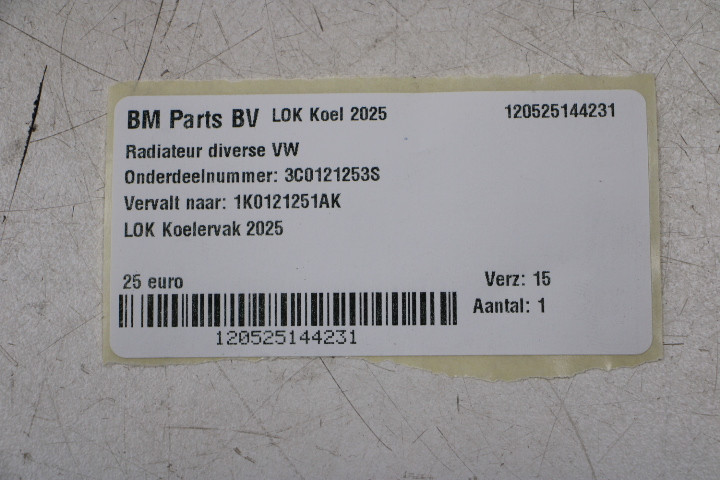 BM Parts BV LOK Koel 2025 120525144231
Radiateur diverse VW
Onderdeelnummer: 3C0121253S
Vervalt naar: 1K0121251AK
LOK Koelervak 2025
25 euro Verz: 15
Aantal: 1
120525144231